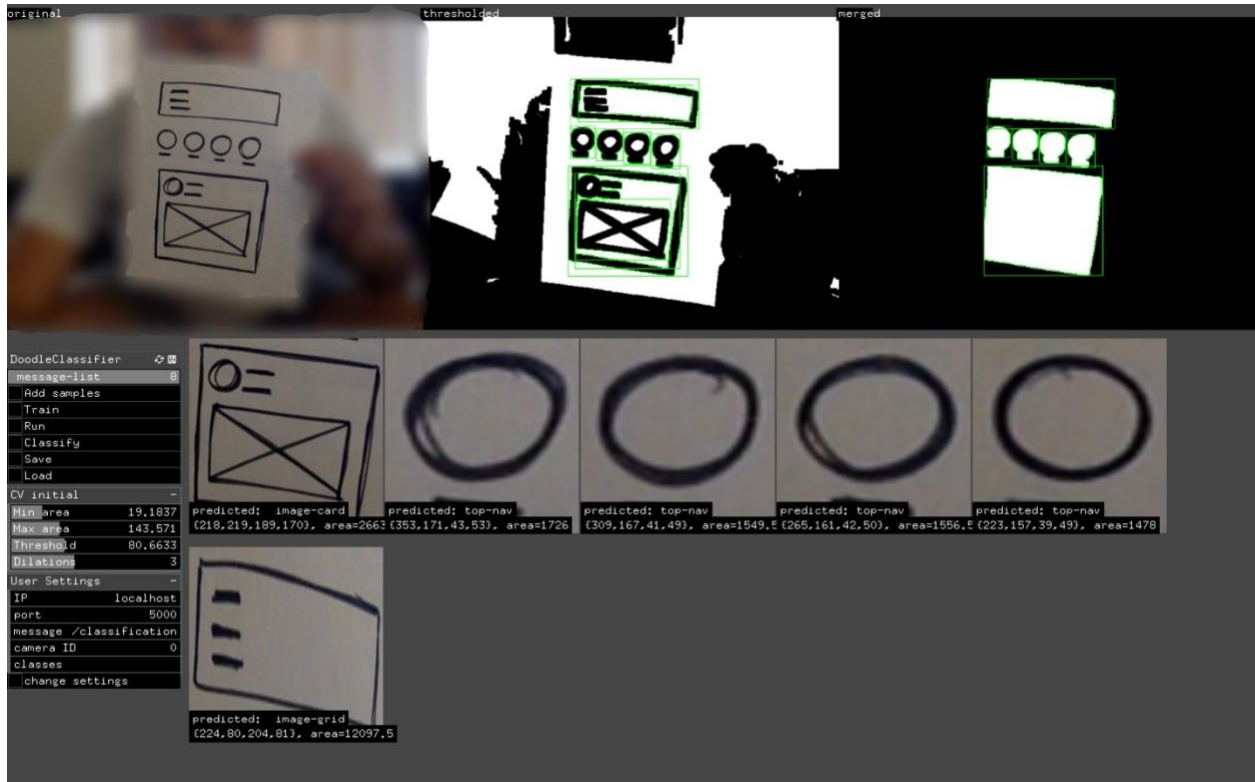 original
thresholded
merged
DoodleClassifier
message-list 8
Add samples
Train
Run
Classify
Save
Load
CV initial -
Min area 19.1837
Max area 143.571
Threshold 80.6633
Dilations 3
User Settings -
IP localhost
port 5000
message /classification
camera ID 0
classes
change settings
predicted: image-card
{218,219,189,170}, area=2663
predicted: top-nav
{353,171,43,53}, area=1726
predicted: top-nav
{309,167,41,49}, area=1549.5
predicted: top-nav
{265,161,42,50}, area=1556.5
predicted: top-nav
{223,157,39,49}, area=1478
predicted: image-grid
{224,80,204,81}, area=12097.5